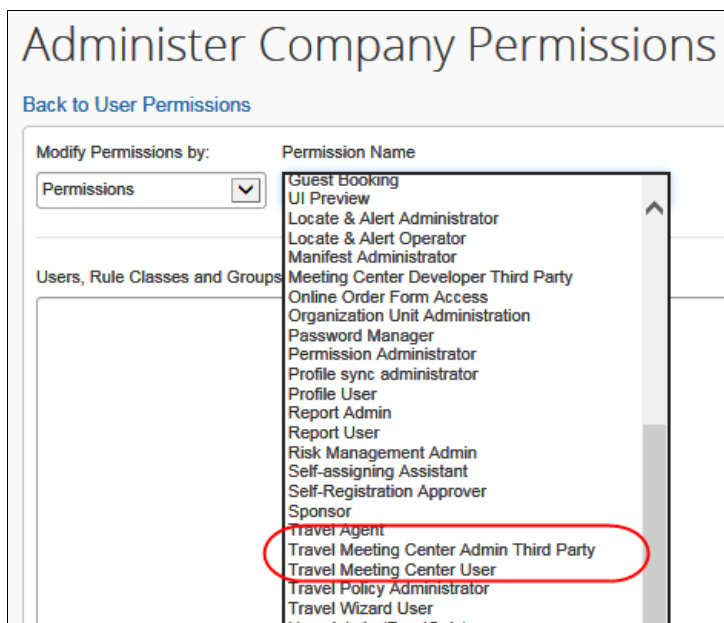 Administer Company Permissions
Back to User Permissions
Modify Permissions by:
Permission Name
Permissions
Guest Booking
UI Preview
Locate & Alert Administrator
Locate & Alert Operator
Manifest Administrator
Users, Rule Classes and Groups
Meeting Center Developer Third Party
Online Order Form Access
Organization Unit Administration
Password Manager
Permission Administrator
Profile sync administrator
Profile User
Report Admin
Report User
Risk Management Admin
Self-assigning Assistant
Self-Registration Approver
Sponsor
Travel Agent
Travel Meeting Center Admin Third Party
Travel Meeting Center User
Travel Policy Administrator
Travel Wizard User